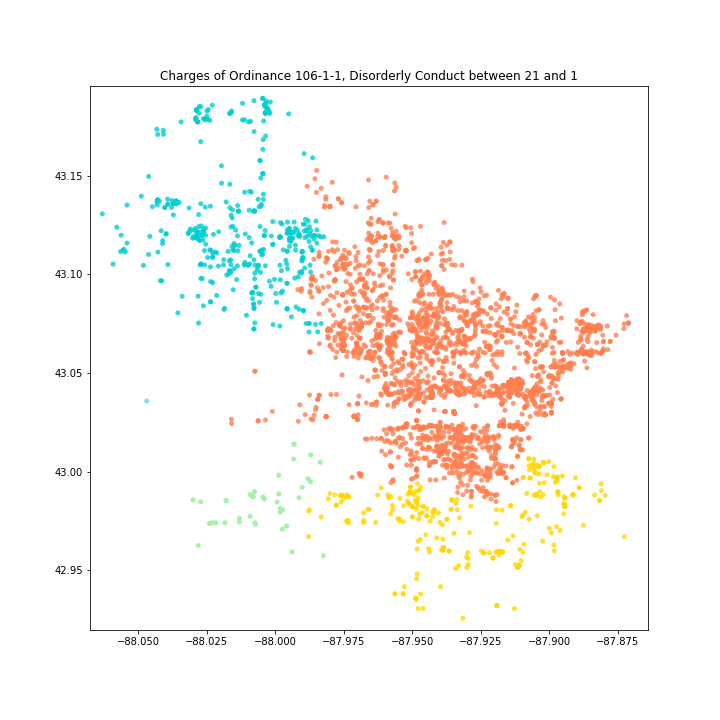 Charges of Ordinance 106-1-1, Disorderly Conduct between 21 and 1
43.15
43.10
43.05
43.00
42.95
−88.050 −88.025 −88.000 −87.975 −87.950 −87.925 −87.900 −87.875